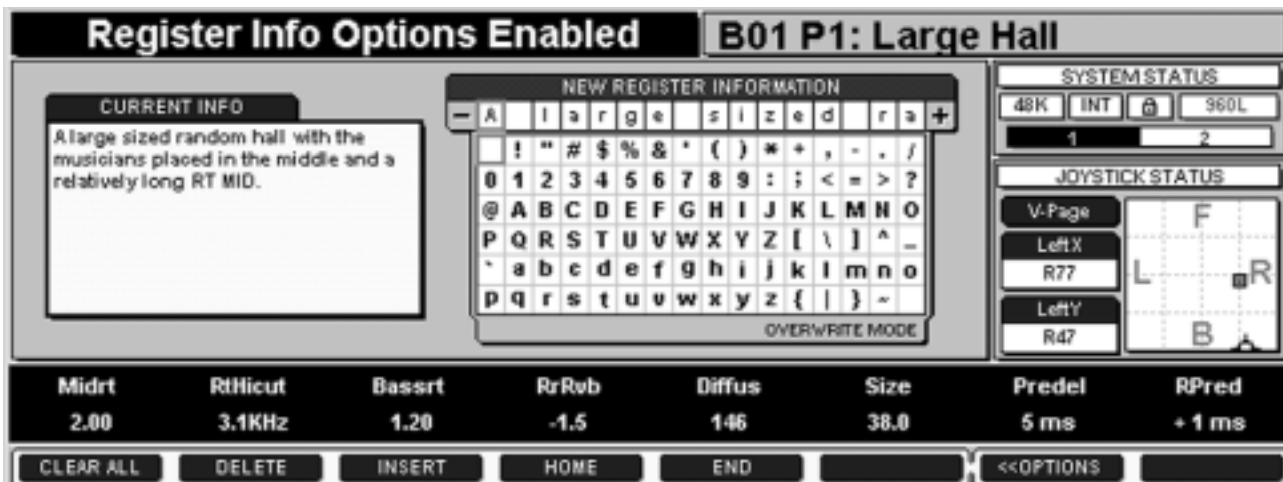 Register Info Options Enabled
B01 P1: Large Hall
CURRENT INFO
A large sized random hall with the
musicians placed in the middle and a
relatively long RT MID.
NEW REGISTER INFORMATION
- A l a r g e s i z e d r a +
! " # $ % & ' ( ) * + , - . /
0 1 2 3 4 5 6 7 8 9 : ; < = > ?
@ A B C D E F G H I J K L M N O
P Q R S T U V W X Y Z [ \ ] ^ _
` a b c d e f g h i j k l m n o
p q r s t u v w x y z { | } ~
OVERWRITE MODE
SYSTEM STATUS
48K INT 960L
1 2
JOYSTICK STATUS
V-Page
LeftX
R77
LeftY
R47
F
L R
B
Midrt RtHicut Bassrt RrRvb Diffus Size Predel RPred
2.00 3.1KHz 1.20 -1.5 146 38.0 5 ms + 1 ms
CLEAR ALL DELETE INSERT HOME END <<OPTIONS